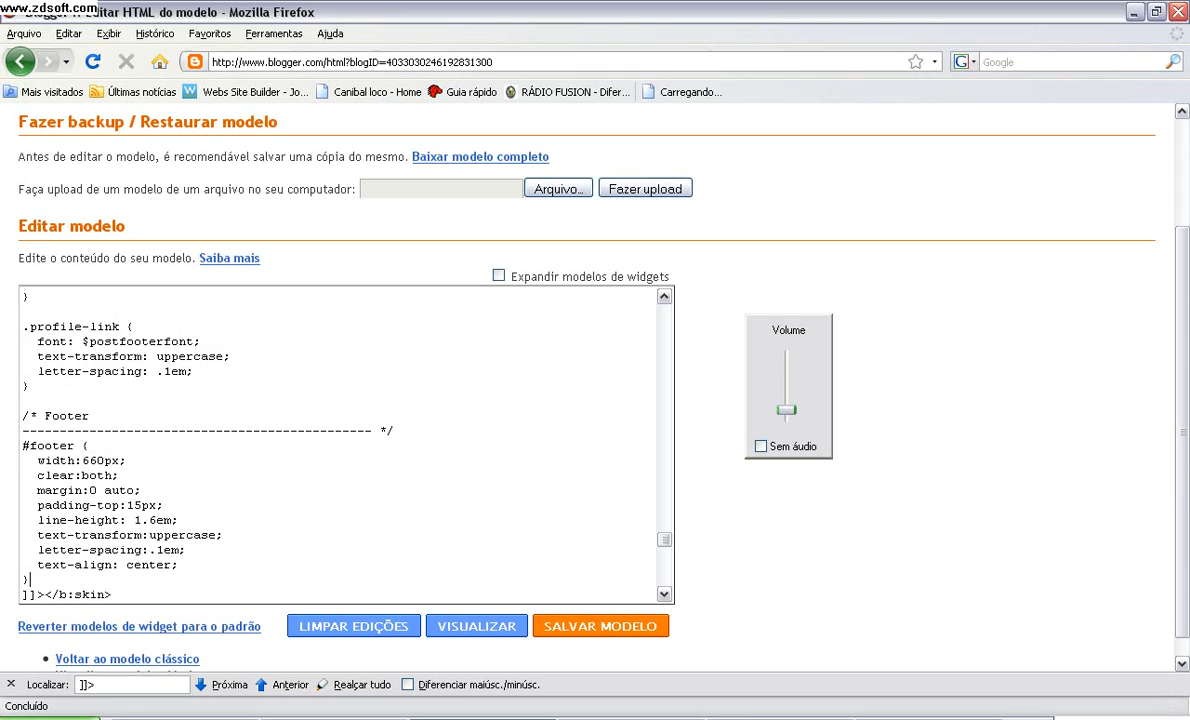 www.zdsoft.com
Editar HTML do modelo - Mozilla Firefox
Arquivo Editar Exibir Histórico Favoritos Ferramentas Ajuda
http://www.blogger.com/html?blogID=4033030246192831300
G Google
Mais visitados Últimas notícias Webs Site Builder - Jo... Canibal loco - Home Guia rápido RÁDIO FUSION - Difer... Carregando...
Fazer backup / Restaurar modelo
Antes de editar o modelo, é recomendável salvar uma cópia do mesmo. Baixar modelo completo
Faça upload de um modelo de um arquivo no seu computador: Arquivo... Fazer upload
Editar modelo
Edite o conteúdo do seu modelo. Saiba mais
Expandir modelos de widgets
}
.profile-link {
font: $postfooterfont;
text-transform: uppercase;
letter-spacing: .1em;
}
/* Footer
----------------------------------------------- */
#footer {
width:660px;
clear:both;
margin:0 auto;
padding-top:15px;
line-height: 1.6em;
text-transform:uppercase;
letter-spacing:.1em;
text-align: center;
}
]]></b:skin>
Volume
Sem áudio
Reverter modelos de widget para o padrão LIMPAR EDIÇÕES VISUALIZAR SALVAR MODELO
Voltar ao modelo clássico
Localizar: ]]> Próxima Anterior Realçar tudo Diferenciar maiúsc./minúsc.
Concluído